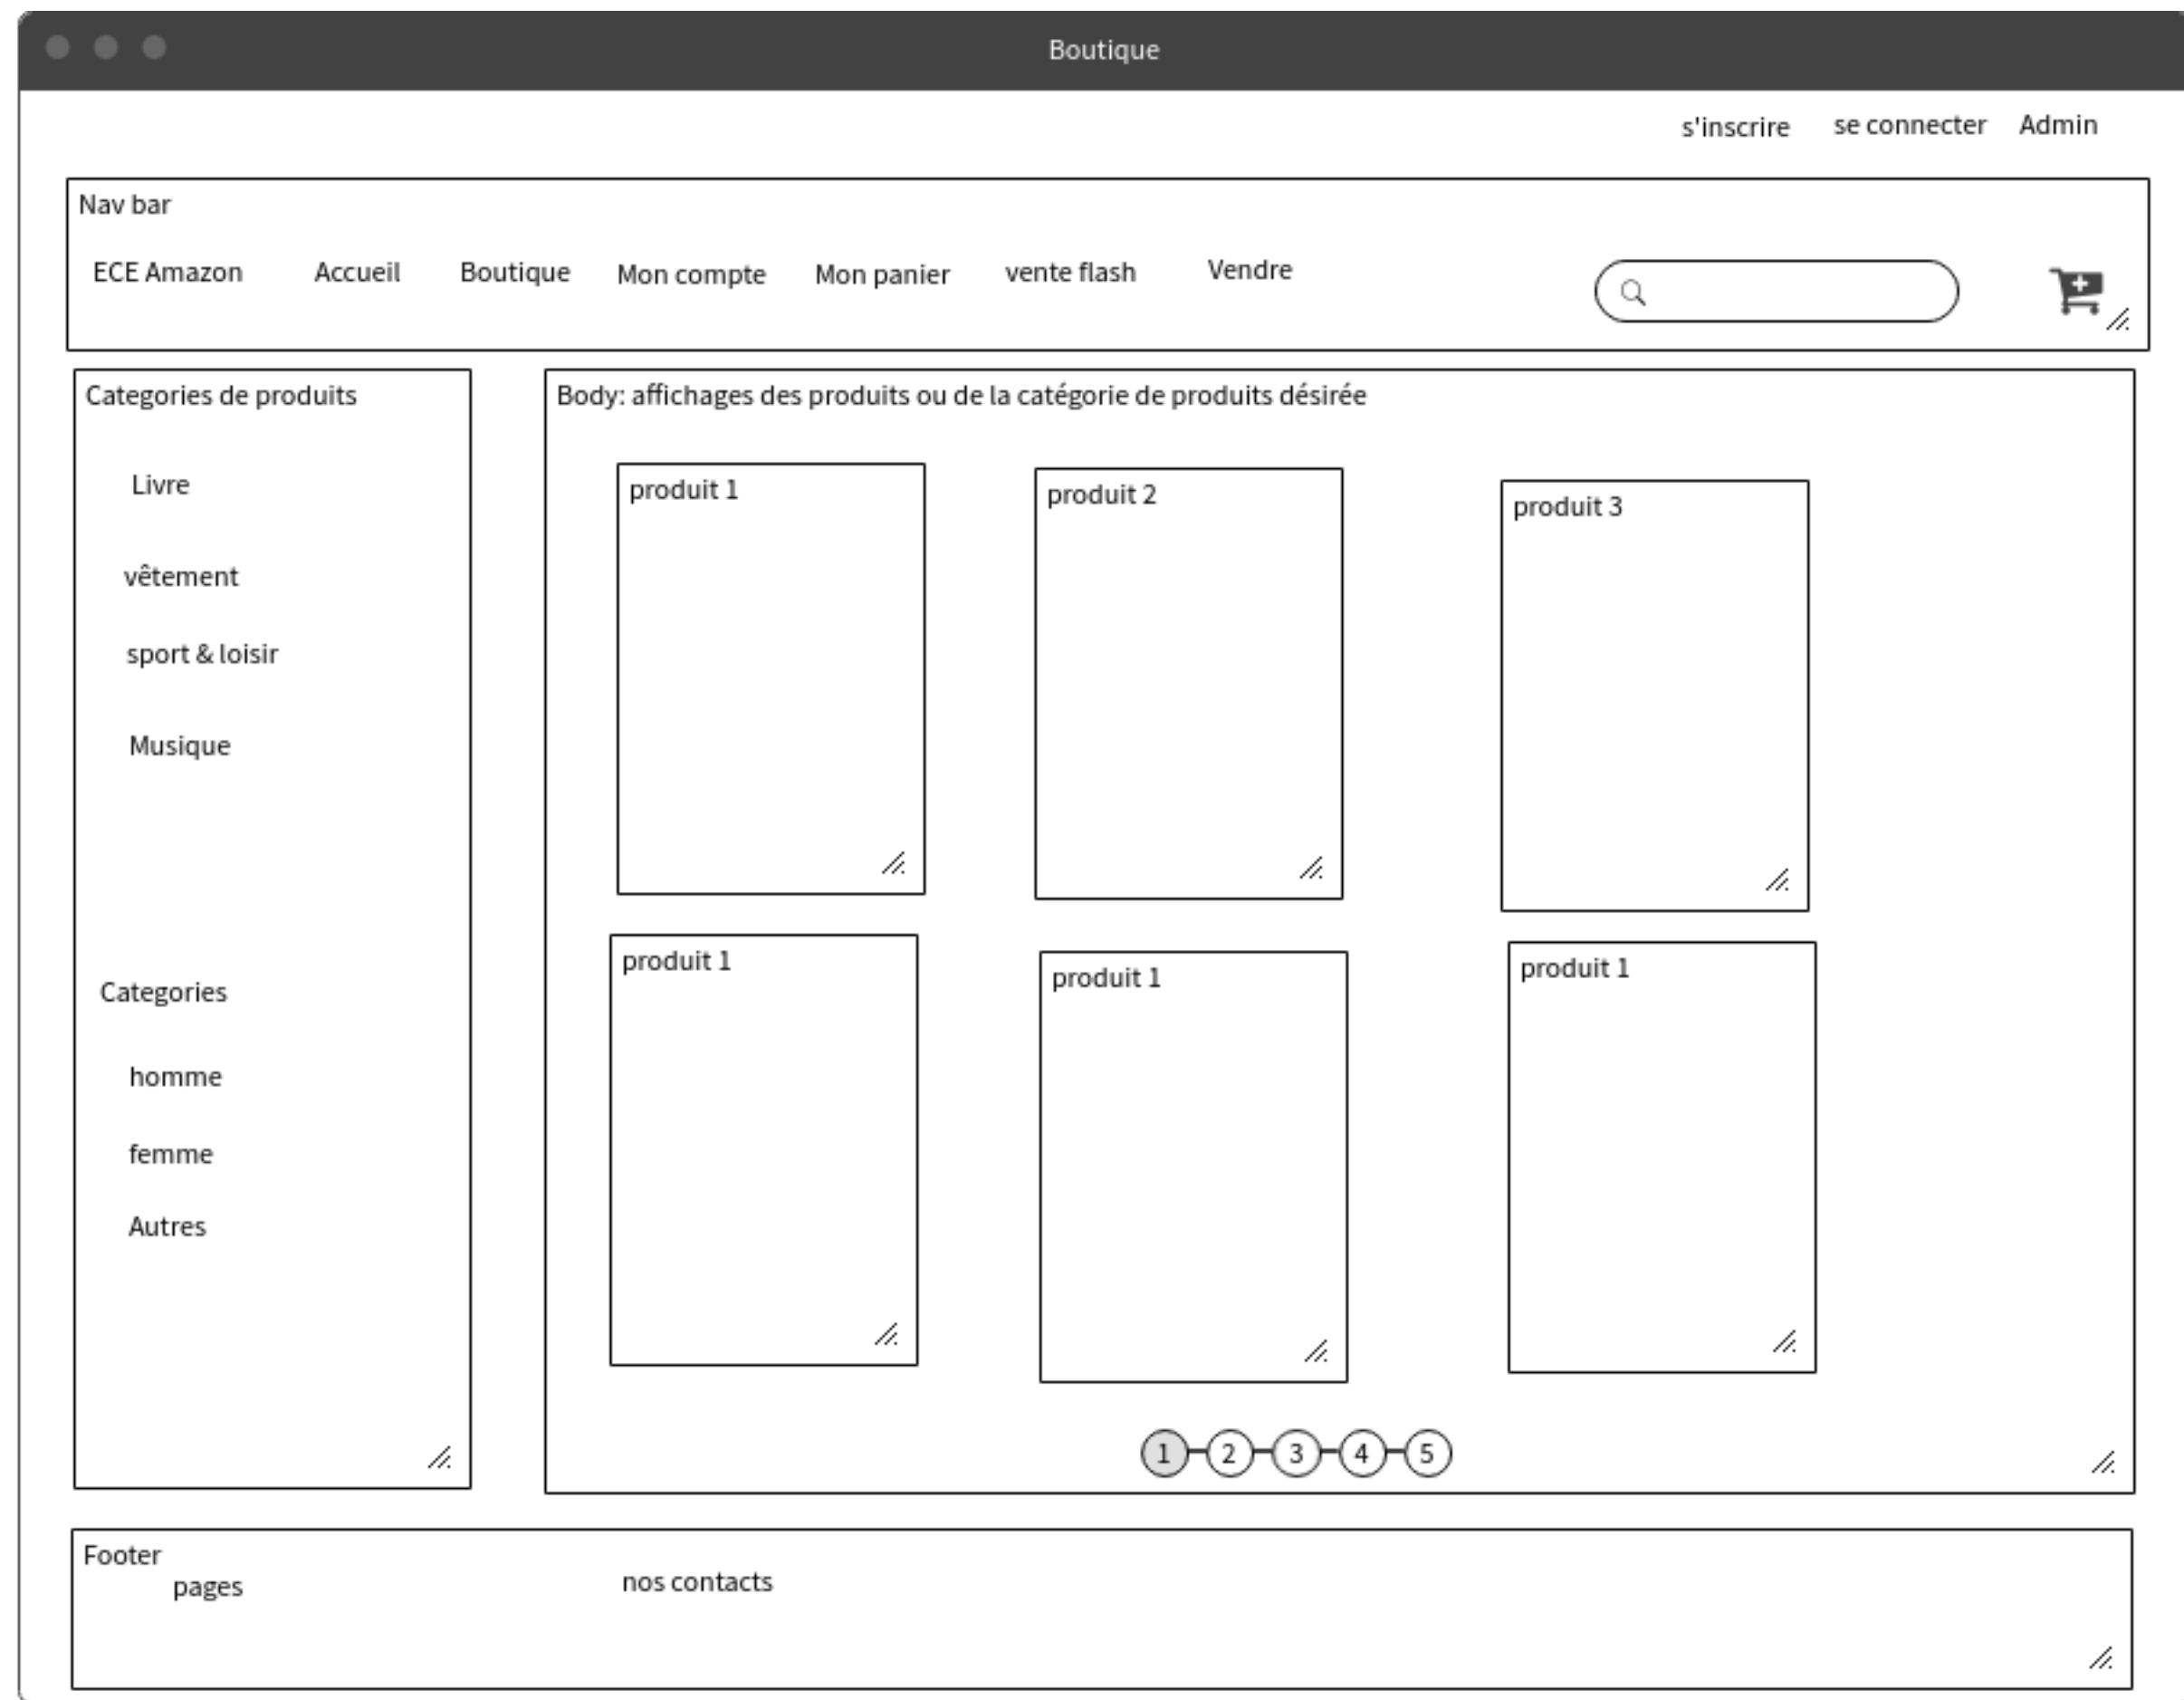 Boutique
s'inscrire se connecter Admin
Nav bar
ECE Amazon Accueil Boutique Mon compte Mon panier vente flash Vendre
Categories de produits
Livre
vêtement
sport & loisir
Musique
Categories
homme
femme
Autres
Body: affichages des produits ou de la catégorie de produits désirée
produit 1
produit 2
produit 3
produit 1
produit 1
produit 1
1 2 3 4 5
Footer
pages
nos contacts